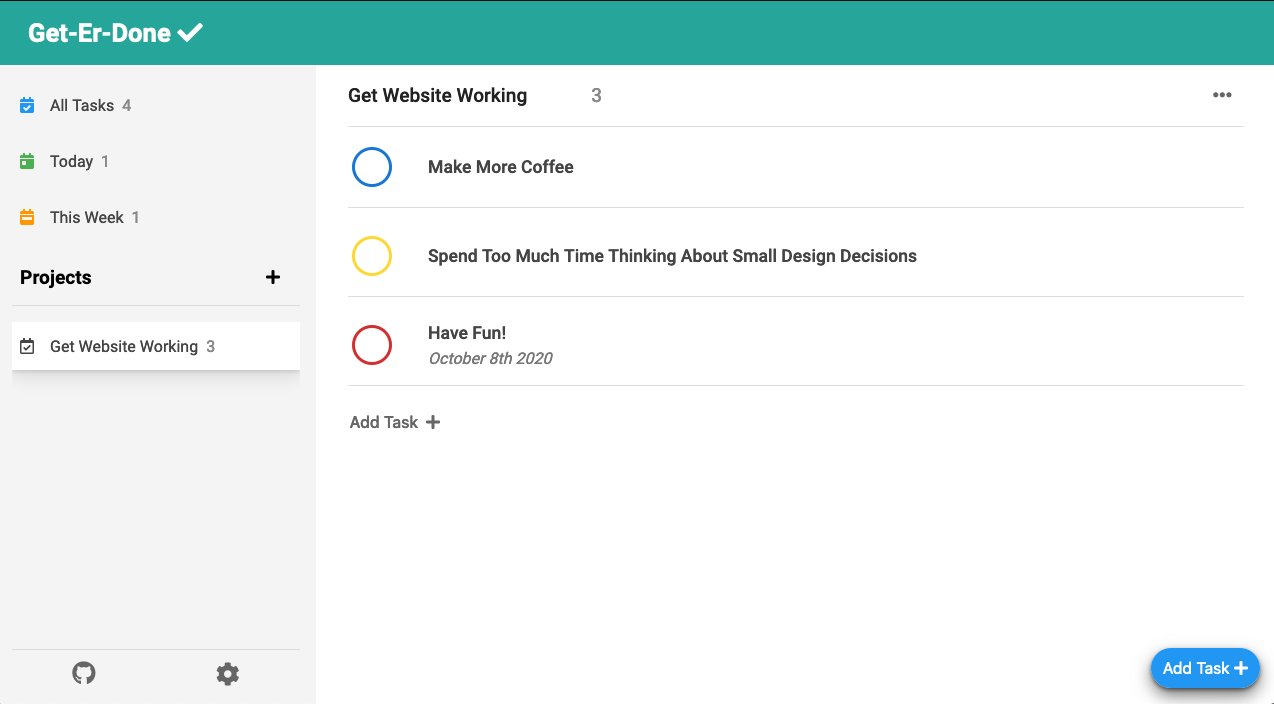 Get-Er-Done
All Tasks 4
Today 1
This Week 1
Projects
Get Website Working 3
Get Website Working 3
Make More Coffee
Spend Too Much Time Thinking About Small Design Decisions
Have Fun!
October 8th 2020
Add Task
Add Task